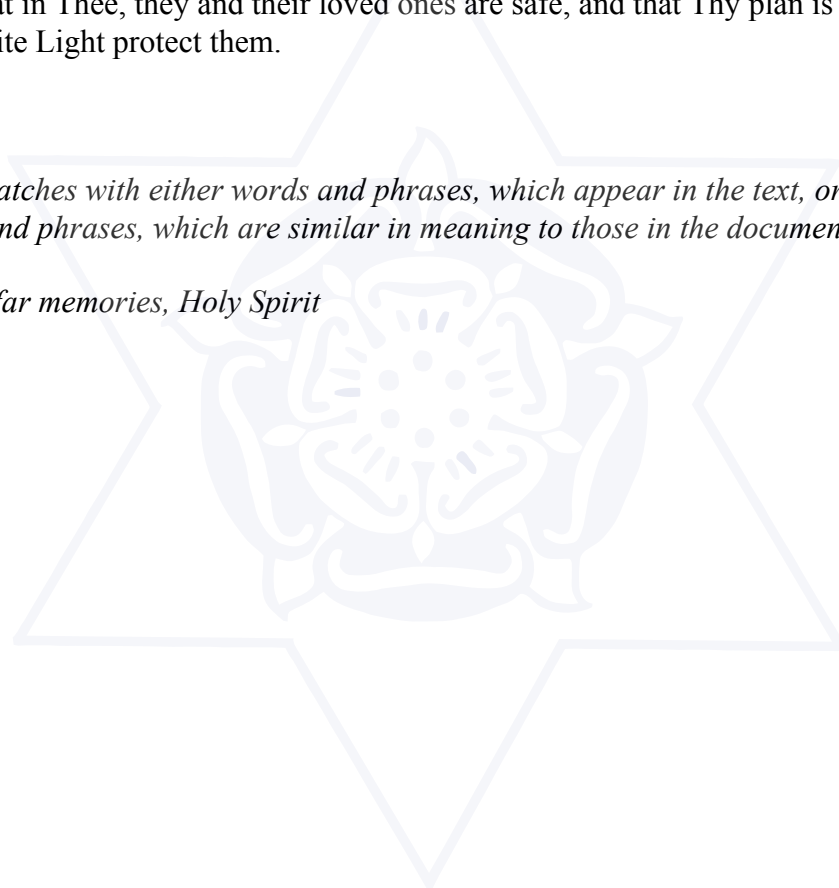 at in Thee, they and their loved ones are safe, and that Thy plan is
ite Light protect them.
atches with either words and phrases, which appear in the text, or
nd phrases, which are similar in meaning to those in the documen
far memories, Holy Spirit